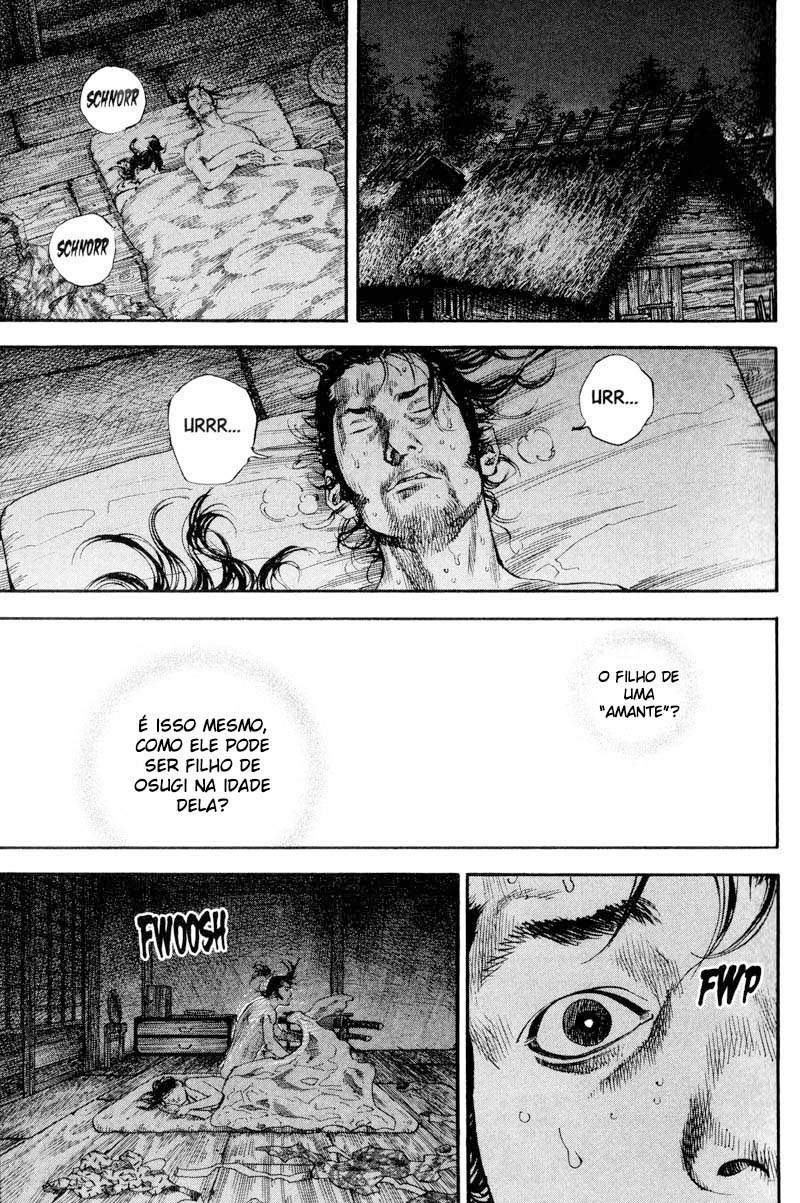 SCHNORR
SCHNORR
URR...
URRR...
O FILHO DE
UMA
"AMANTE"?
É ISSO MESMO,
COMO ELE PODE
SER FILHO DE
OSUGI NA IDADE
DELA?
FWP
FWOOSH